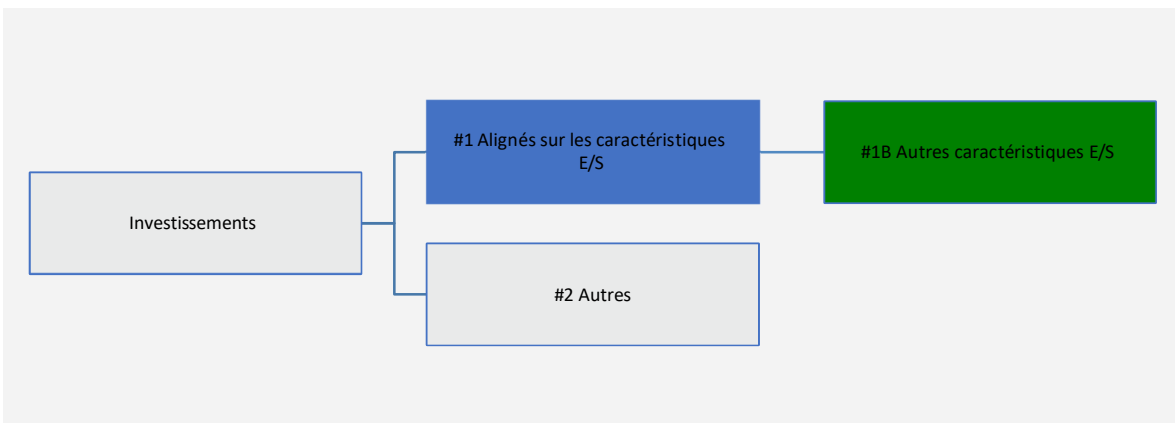 #1 Alignés sur les caractéristiques
E/S
#1B Autres caractéristiques E/S
Investissements
#2 Autres